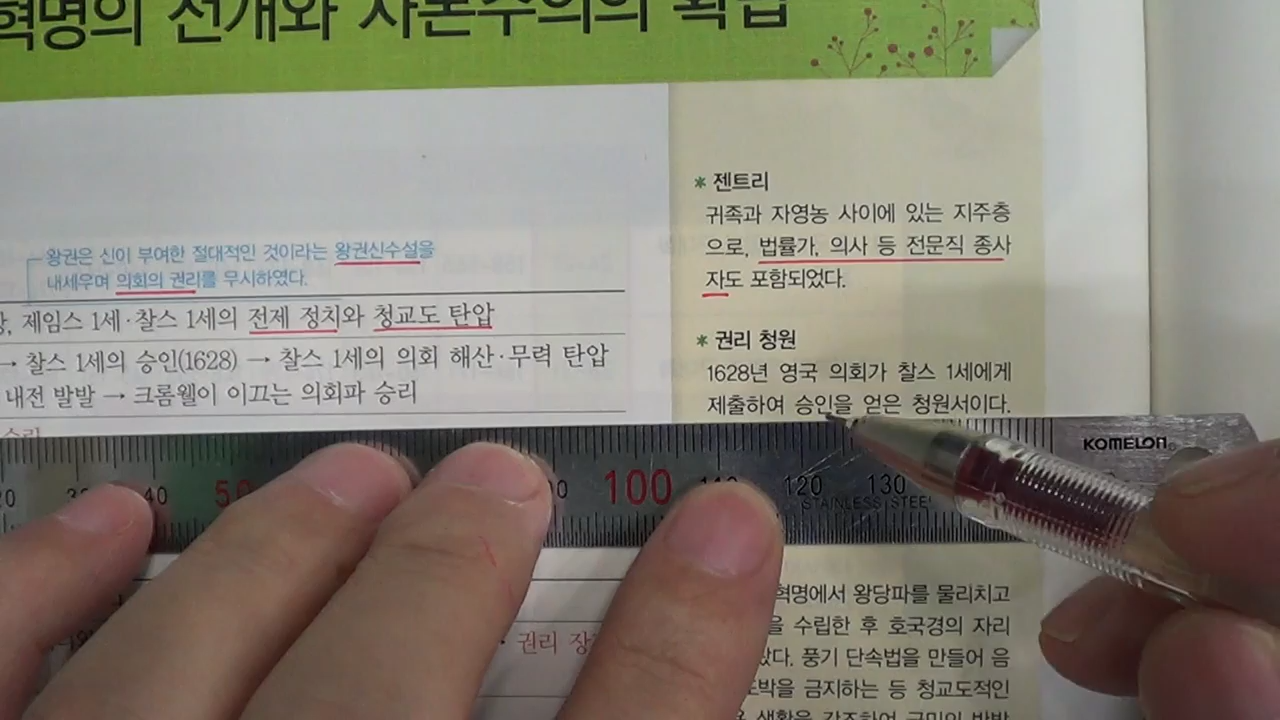 혁명의 전개와 자본주의의 확립
왕권은 신이 부여한 절대적인 것이라는 왕권신수설을
내세우며 의회의 권리를 무시하였다.
제임스 1세·찰스 1세의 전제 정치와 청교도 탄압
→ 찰스 1세의 승인(1628) → 찰스 1세의 의회 해산·무력 탄압
내전 발발 → 크롬웰이 이끄는 의회파 승리
* 젠트리
귀족과 자영농 사이에 있는 지주층
으로, 법률가, 의사 등 전문직 종사
자도 포함되었다.
* 권리 청원
1628년 영국 의회가 찰스 1세에게
제출하여 승인을 얻은 청원서이다.
KOMELON
40 100 120 130
STAINLESS STEEL
혁명에서 왕당파를 물리치고
수립한 후 호국경의 자리
풍기 단속법을 만들어 음
금지하는 등 청교도적인
권리